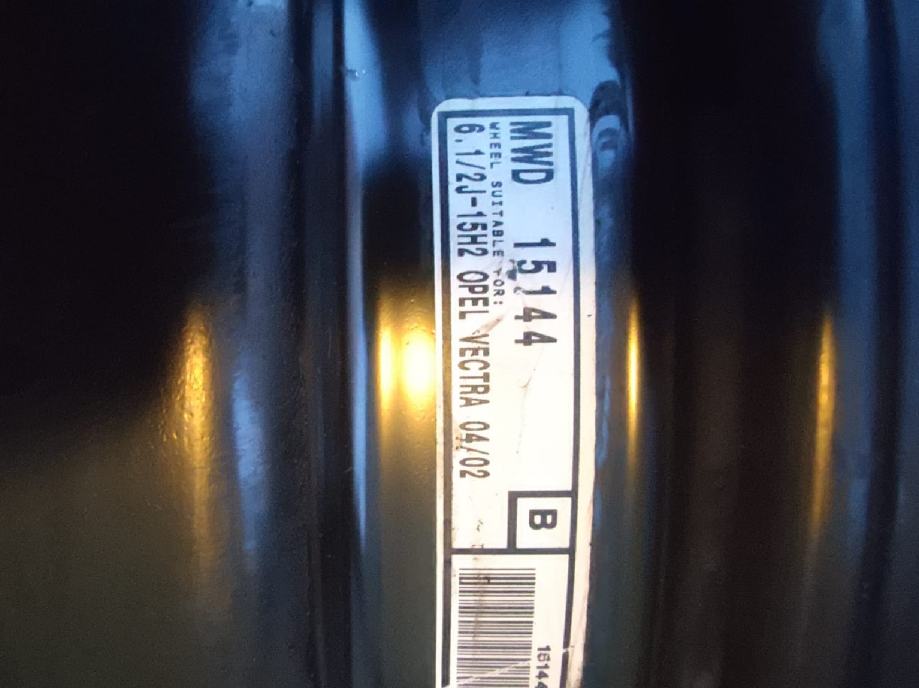 MWD 15144
WHEEL SUITABLE FOR:
6.1/2J-15H2 OPEL VECTRA 04/02
B